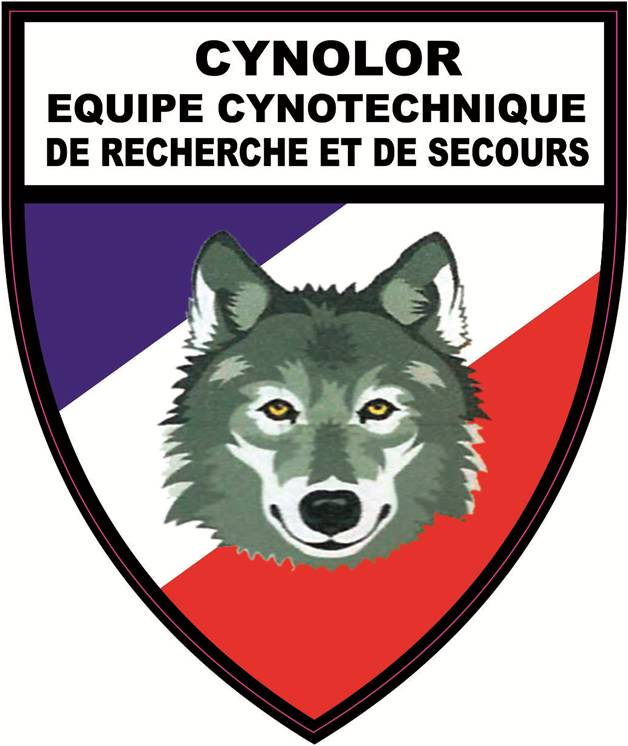 CYNOLOR
EQUIPE CYNOTECHNIQUE
DE RECHERCHE ET DE SECOURS